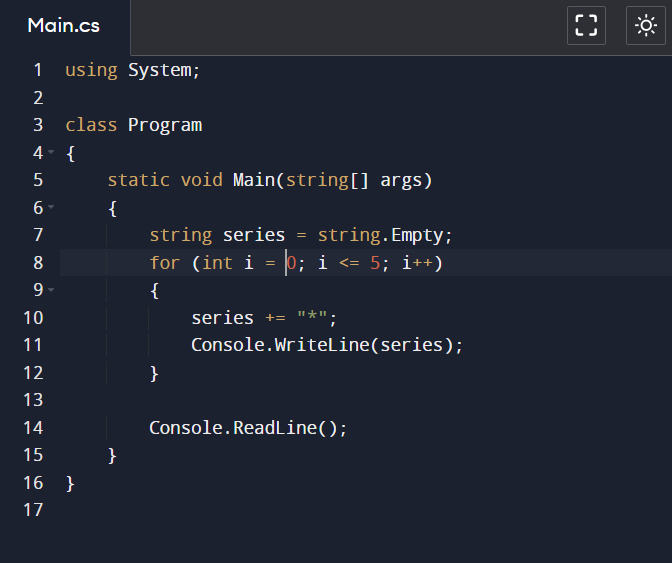 Main.cs
1 using System;
2
3 class Program
4 {
5     static void Main(string[] args)
6     {
7         string series = string.Empty;
8         for (int i = 0; i <= 5; i++)
9         {
10             series += "*";
11             Console.WriteLine(series);
12         }
13
14         Console.ReadLine();
15     }
16 }
17